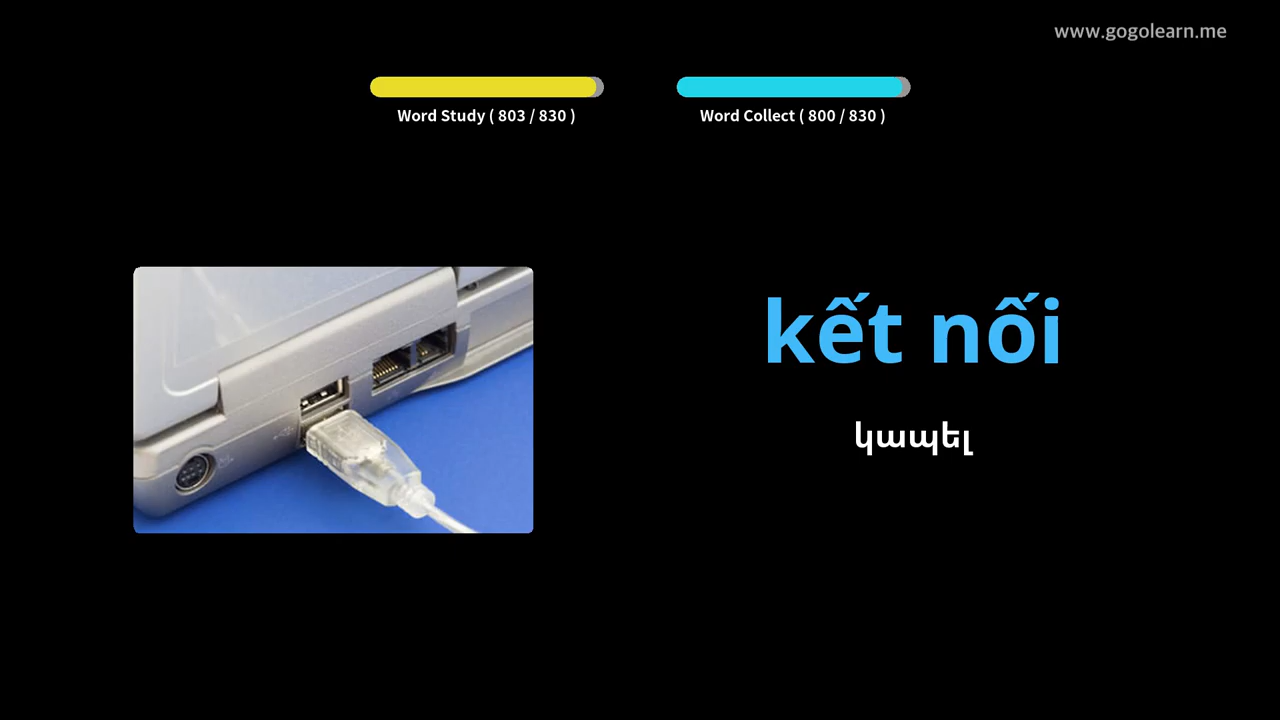 www.gogolearn.me
Word Study ( 803 / 830 )
Word Collect ( 800 / 830 )
kết nối
կապել